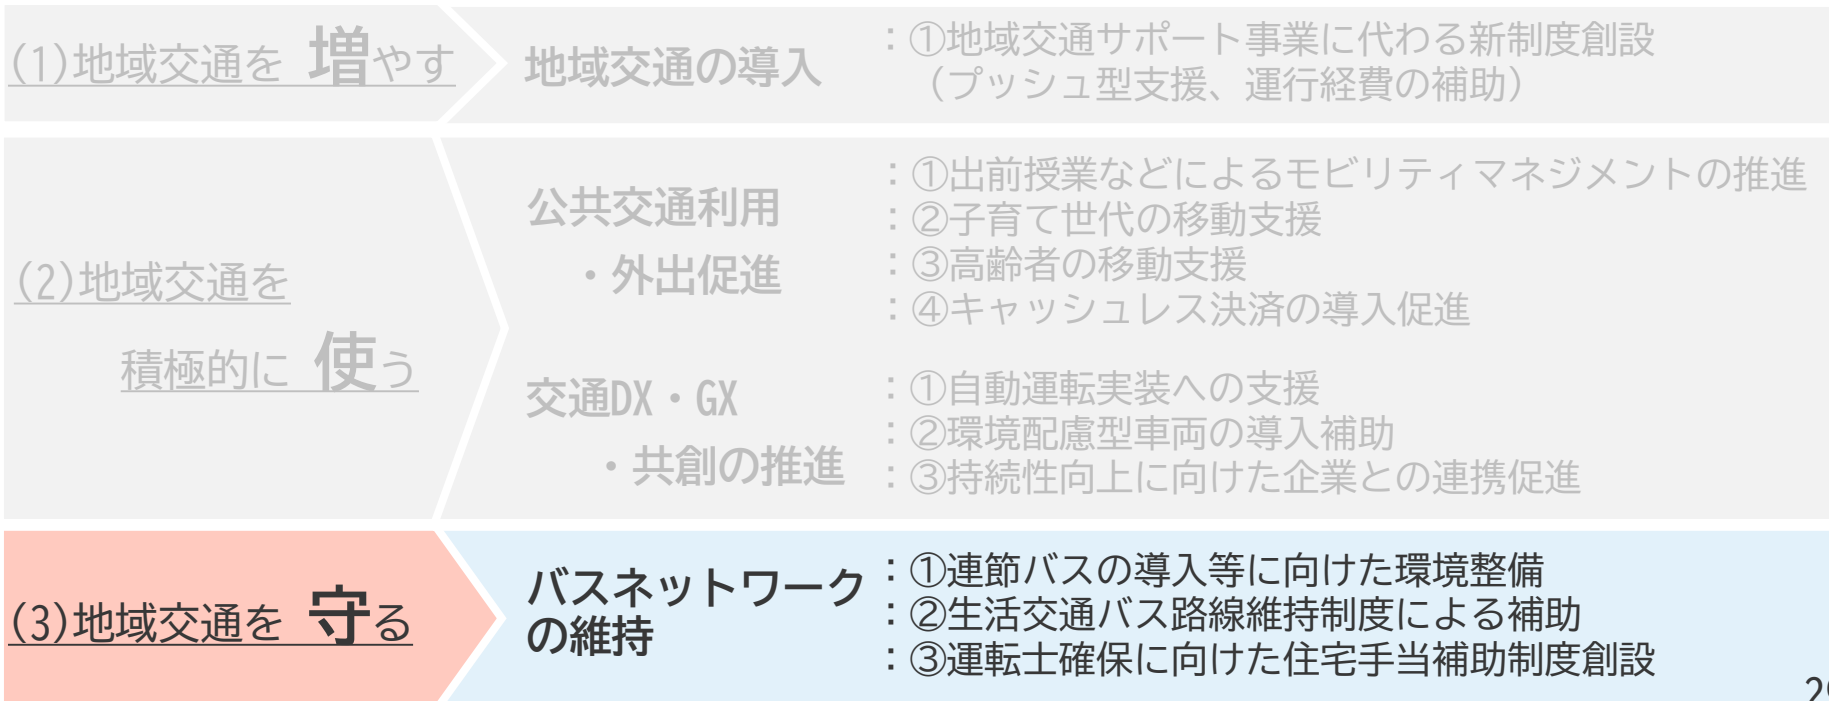 (1)地域交通を 増やす
地域交通の導入
：①地域交通サポート事業に代わる新制度創設
（プッシュ型支援、運行経費の補助）
(2)地域交通を
積極的に 使う
公共交通利用
・外出促進
：①出前授業などによるモビリティマネジメントの推進
：②子育て世代の移動支援
：③高齢者の移動支援
：④キャッシュレス決済の導入促進
交通DX・GX
・共創の推進
：①自動運転実装への支援
：②環境配慮型車両の導入補助
：③持続性向上に向けた企業との連携促進
(3)地域交通を 守る
バスネットワーク
の維持
：①連節バスの導入等に向けた環境整備
：②生活交通バス路線維持制度による補助
：③運転士確保に向けた住宅手当補助制度創設